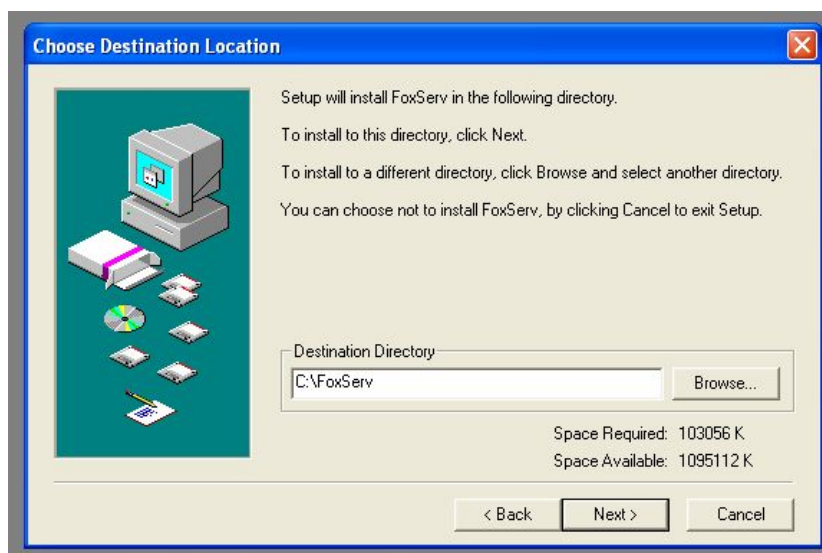 Choose Destination Location
Setup will install FoxServ in the following directory.
To install to this directory, click Next.
To install to a different directory, click Browse and select another directory.
You can choose not to install FoxServ, by clicking Cancel to exit Setup.
Destination Directory
C:\FoxServ
Browse...
Space Required: 103056 K
Space Available: 1095112 K
< Back
Next >
Cancel